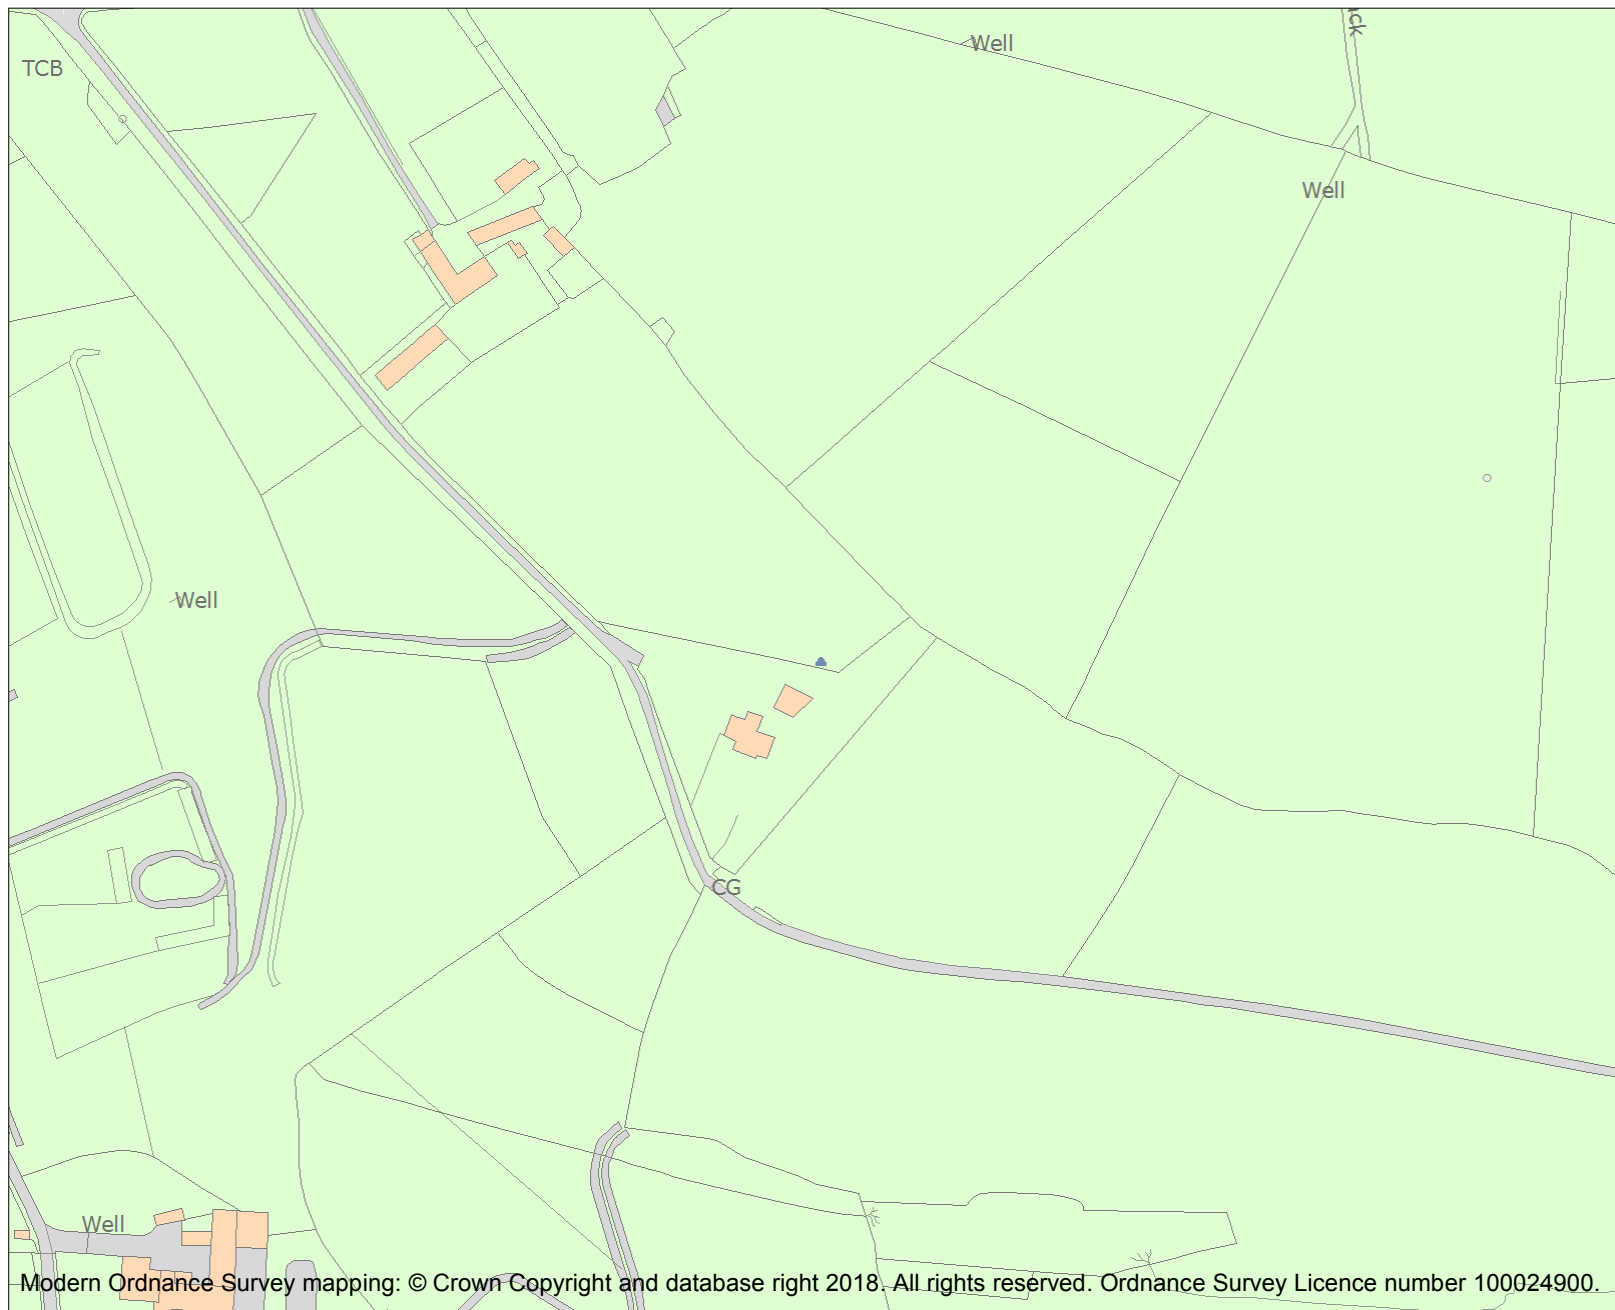 Well
TCB
Well
Well
CG
Well
Modern Ordnance Survey mapping: © Crown Copyright and database right 2018. All rights reserved. Ordnance Survey Licence number 100024900.